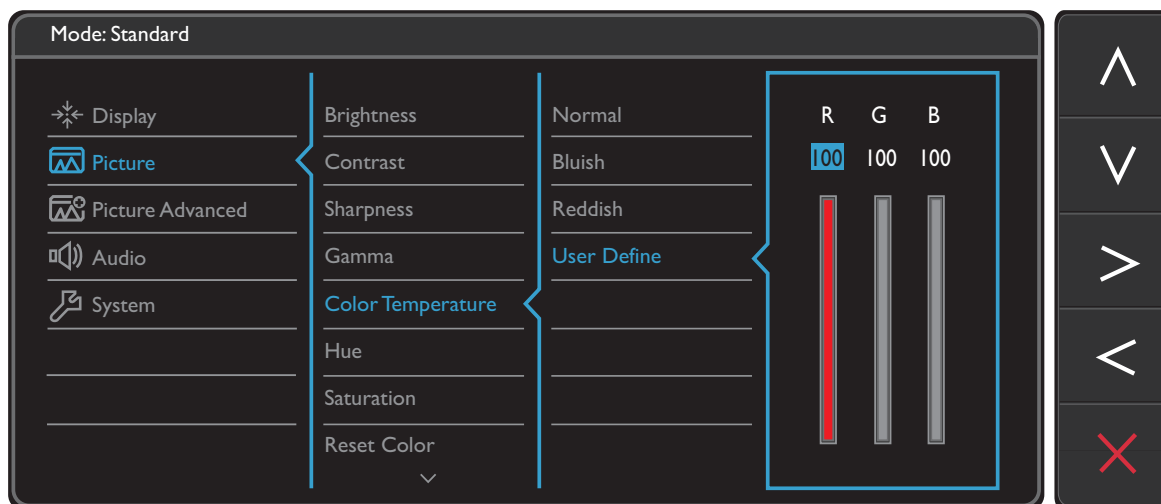 Mode: Standard
Display
Picture
Picture Advanced
Audio
System
Brightness
Contrast
Sharpness
Gamma
Color Temperature
Hue
Saturation
Reset Color
Normal
Bluish
Reddish
User Define
R G B
100 100 100